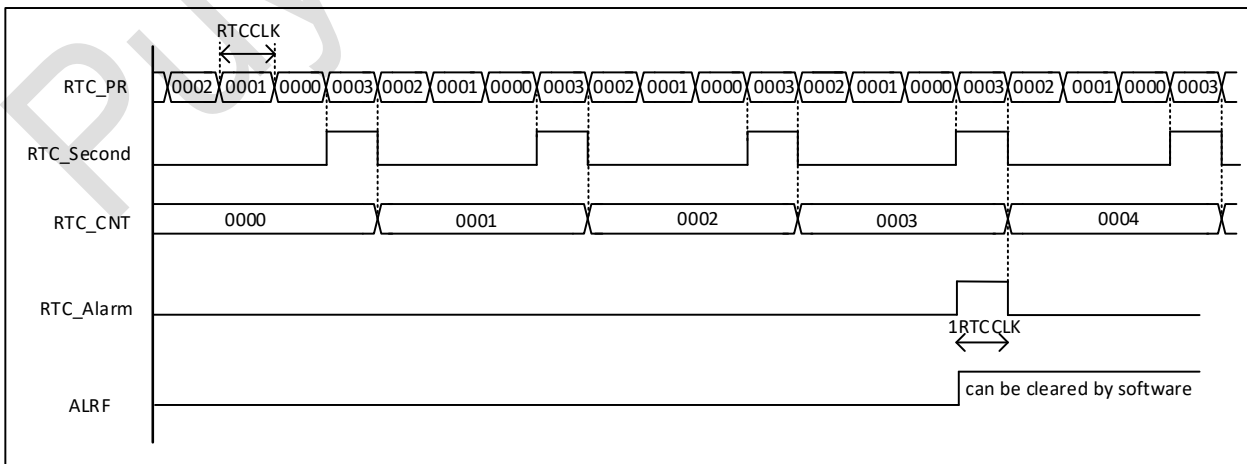 RTCCLK
RTC_PR 0002 0001 0000 0003 0002 0001 0000 0003 0002 0001 0000 0003 0002 0001 0000 0003 0002 0001 0000 0003
RTC_Second
RTC_CNT 0000 0001 0002 0003 0004
RTC_Alarm
1RTCCLK
ALRF can be cleared by software
Puy